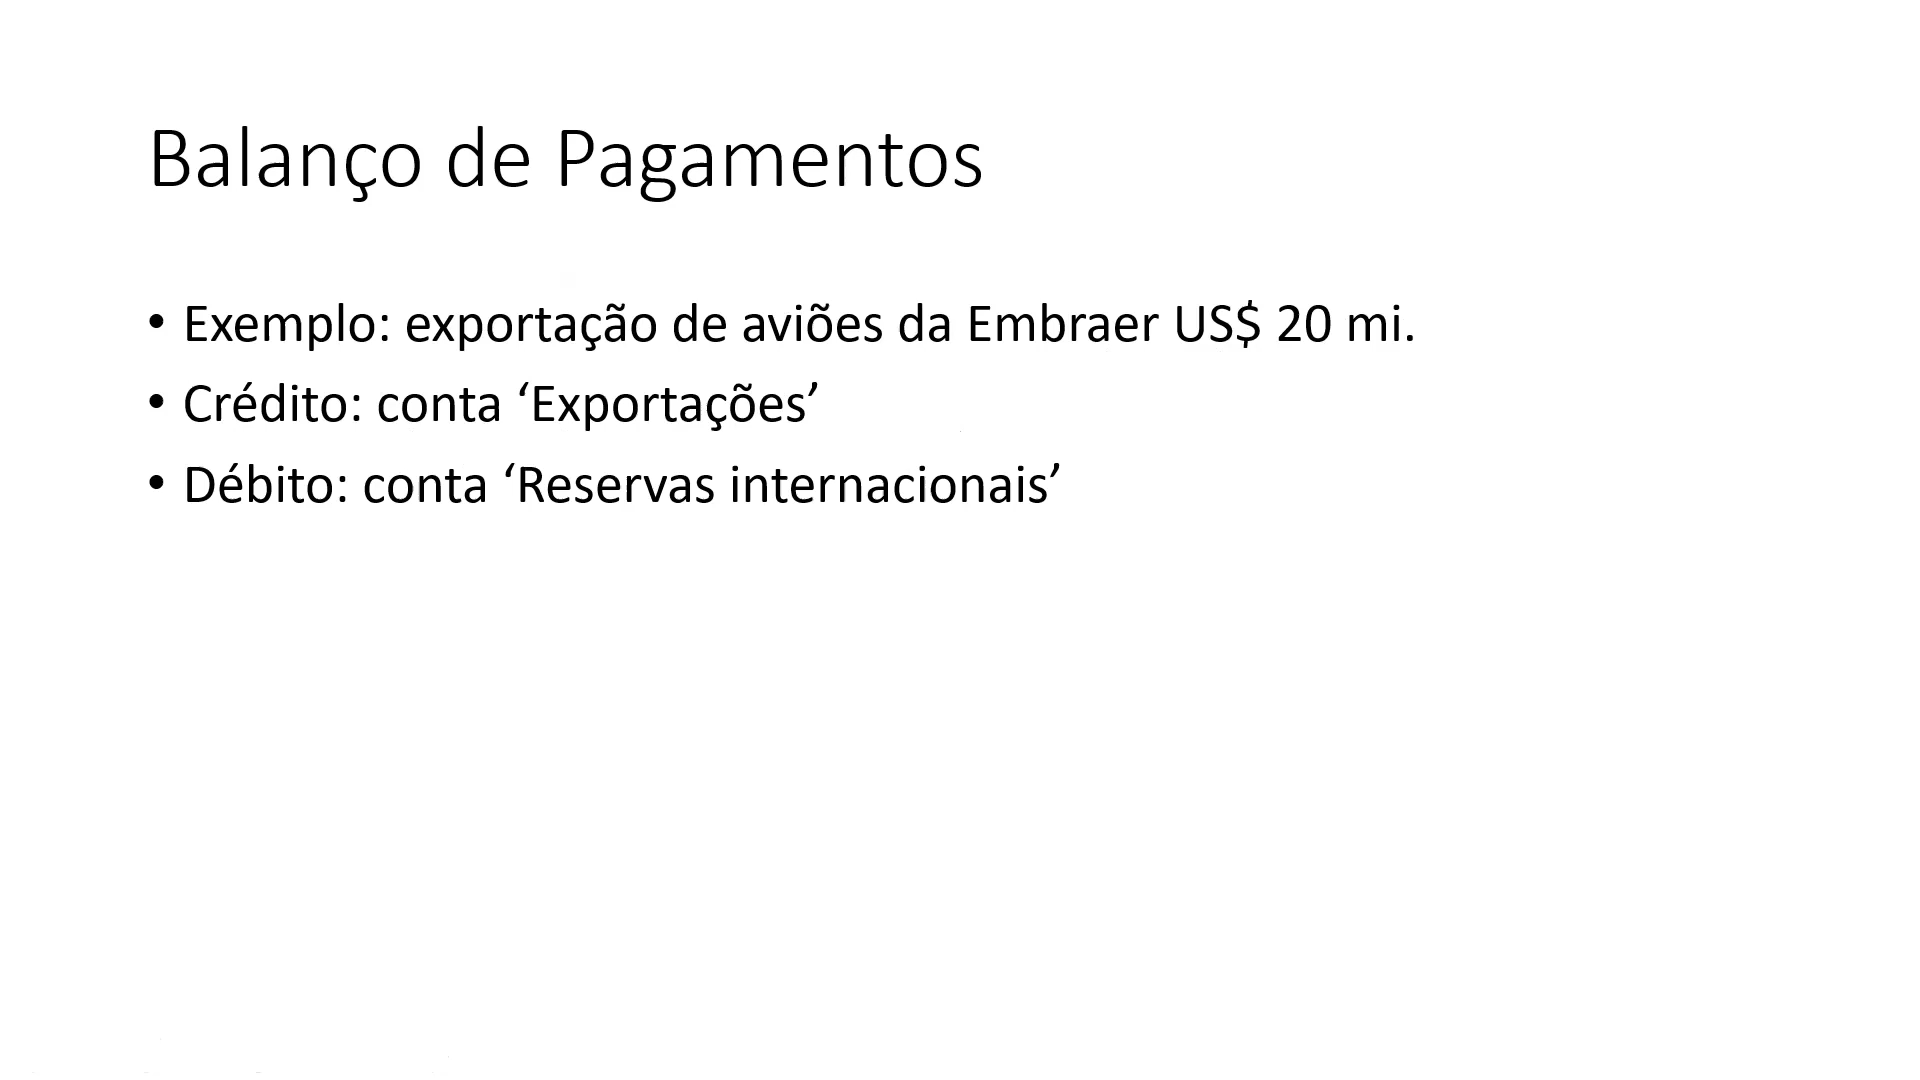 Balanço de Pagamentos
• Exemplo: exportação de aviões da Embraer US$ 20 mi.
• Crédito: conta ‘Exportações’
• Débito: conta ‘Reservas internacionais’